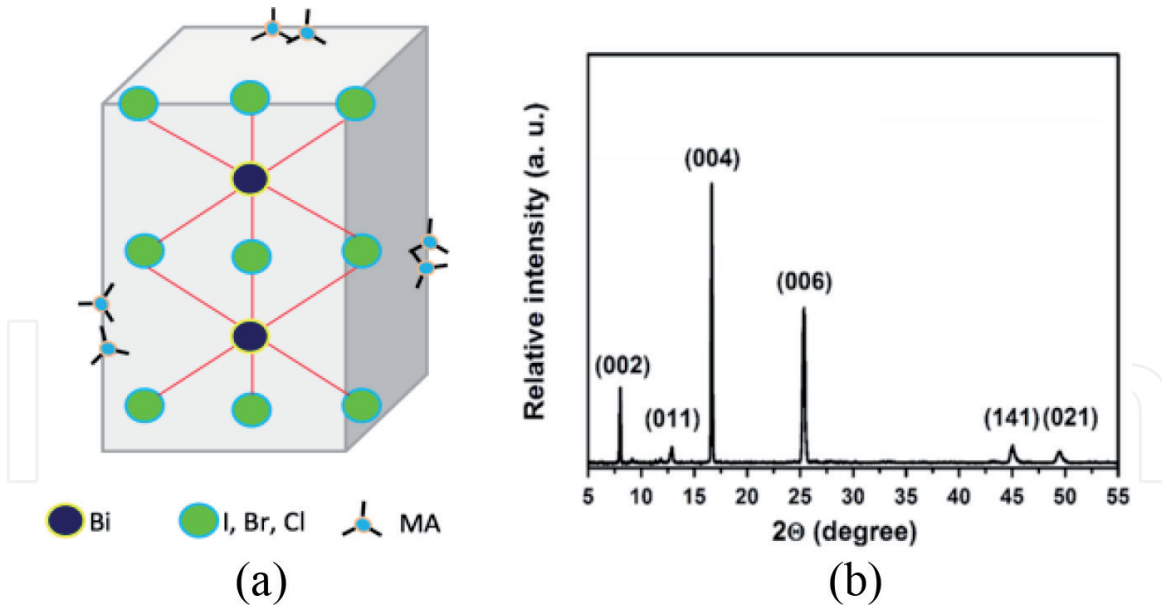 Bi
I, Br, Cl
MA
(a)
Relative intensity (a. u.)
(002)
(011)
(004)
(006)
(141)
(021)
5
10
15
20
25
30
35
40
45
50
55
2Θ (degree)
(b)